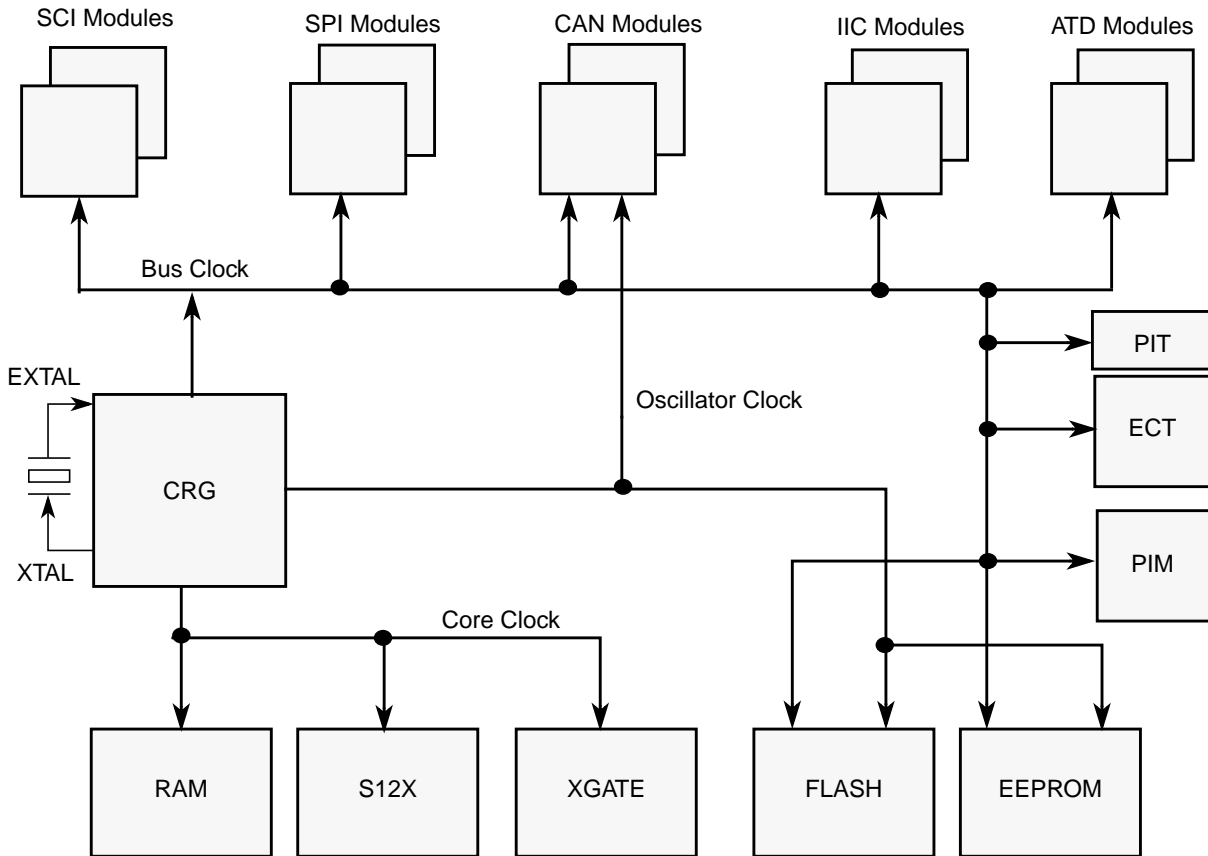 SCI Modules
SPI Modules
CAN Modules
IIC Modules
ATD Modules
Bus Clock
PIT
EXTAL
Oscillator Clock
ECT
CRG
PIM
XTAL
Core Clock
RAM
S12X
XGATE
FLASH
EEPROM